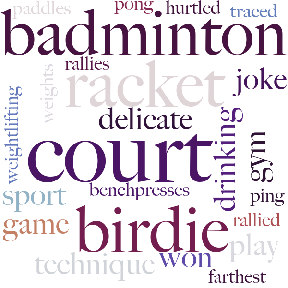 paddles pong hurtled traced
badminton
rallies
weights racket joke
weightlifting delicate
drinking gym
court
benchpresses ping
sport
game birdie rallied
play
technique won
farthest